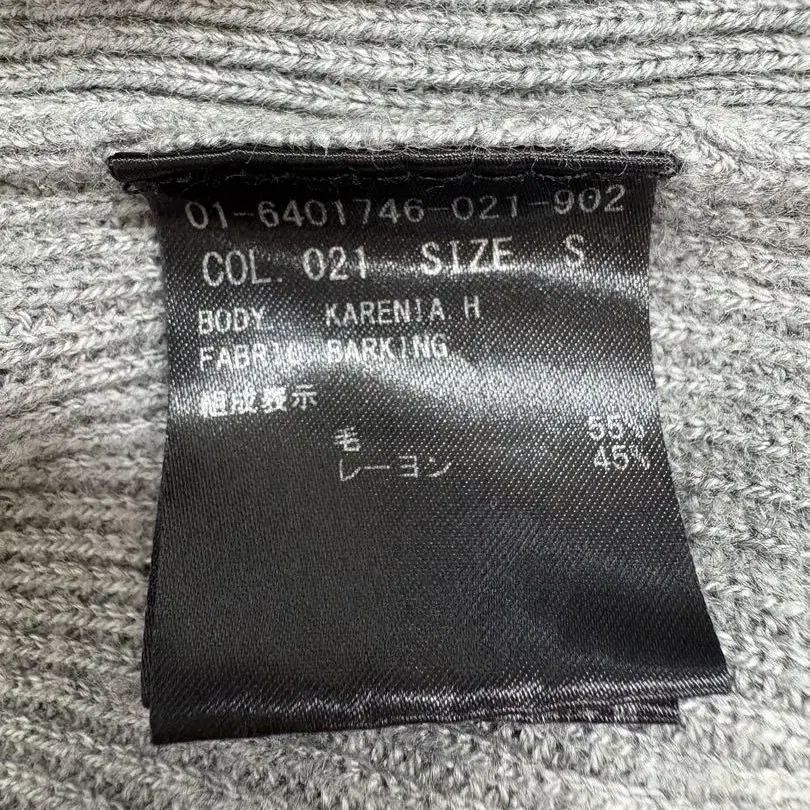 01-6401746-021-902
COL. 021 SIZE S
BODY. KARENIA H
FABRIC BARKING
組成表示
毛 55%
レーヨン 45%